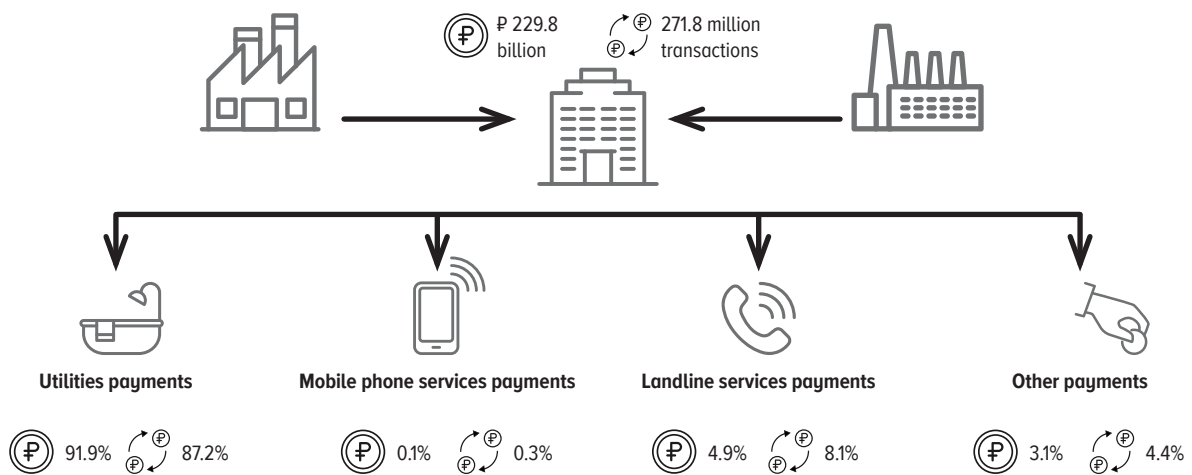 ₽ 229.8
billion
271.8 million
transactions
Utilities payments
Mobile phone services payments
Landline services payments
Other payments
91.9% 87.2%
0.1% 0.3%
4.9% 8.1%
3.1% 4.4%